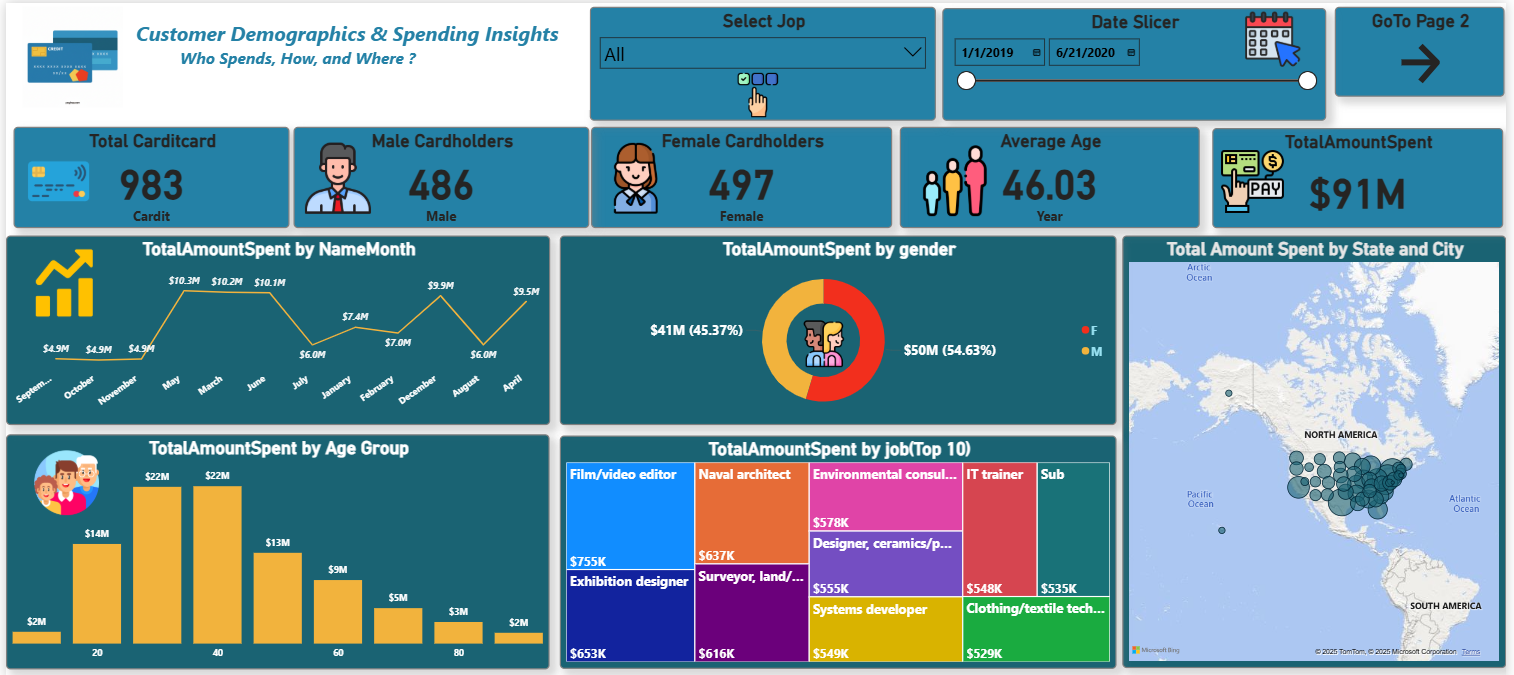 Customer Demographics & Spending Insights
Who Spends, How, and Where ?
CREDIT
Select Jop
All
Date Slicer
1/1/2019
6/21/2020
GoTo Page 2
Total Carditcard
983
Cardit
Male Cardholders
486
Male
Female Cardholders
497
Female
Average Age
46.03
Year
TotalAmountSpent
PAY
$91M
TotalAmountSpent by NameMonth
$4.9M
$4.9M
$4.9M
$10.3M
$10.2M
$10.1M
$6.0M
$7.4M
$7.0M
$9.9M
$6.0M
$9.5M
Septem...
October
November
May
March
June
July
January
February
December
August
April
TotalAmountSpent by gender
$41M (45.37%)
$50M (54.63%)
F
M
Total Amount Spent by State and City
Arctic
Ocean
NORTH AMERICA
Pacific
Ocean
Atlantic
Ocean
SOUTH AMERICA
Microsoft Bing
© 2025 TomTom, © 2025 Microsoft Corporation Terms
TotalAmountSpent by Age Group
$2M
$14M
$22M
$22M
$13M
$9M
$5M
$3M
$2M
20
40
60
80
TotalAmountSpent by job(Top 10)
Film/video editor
$755K
Exhibition designer
$653K
Naval architect
$637K
Surveyor, land/...
$616K
Environmental consul...
$578K
Designer, ceramics/p...
$555K
Systems developer
$549K
IT trainer
$548K
Sub
$535K
Clothing/textile tech...
$529K